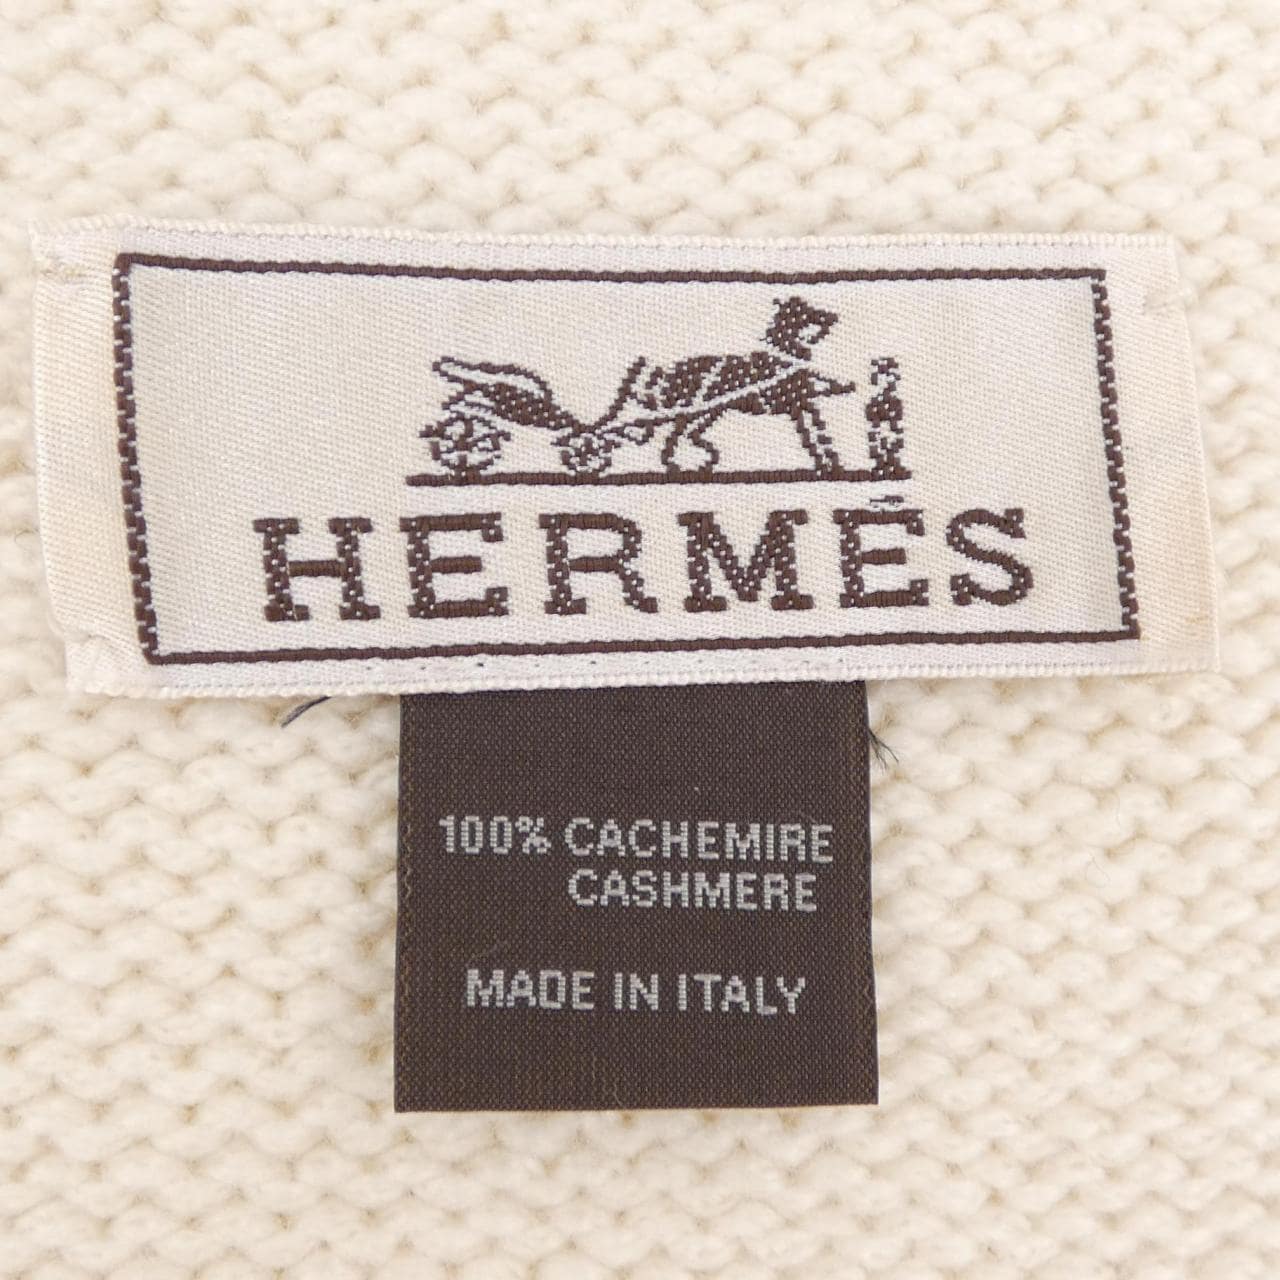 HERMÈS
100% CACHEMIRE
CASHMERE
MADE IN ITALY